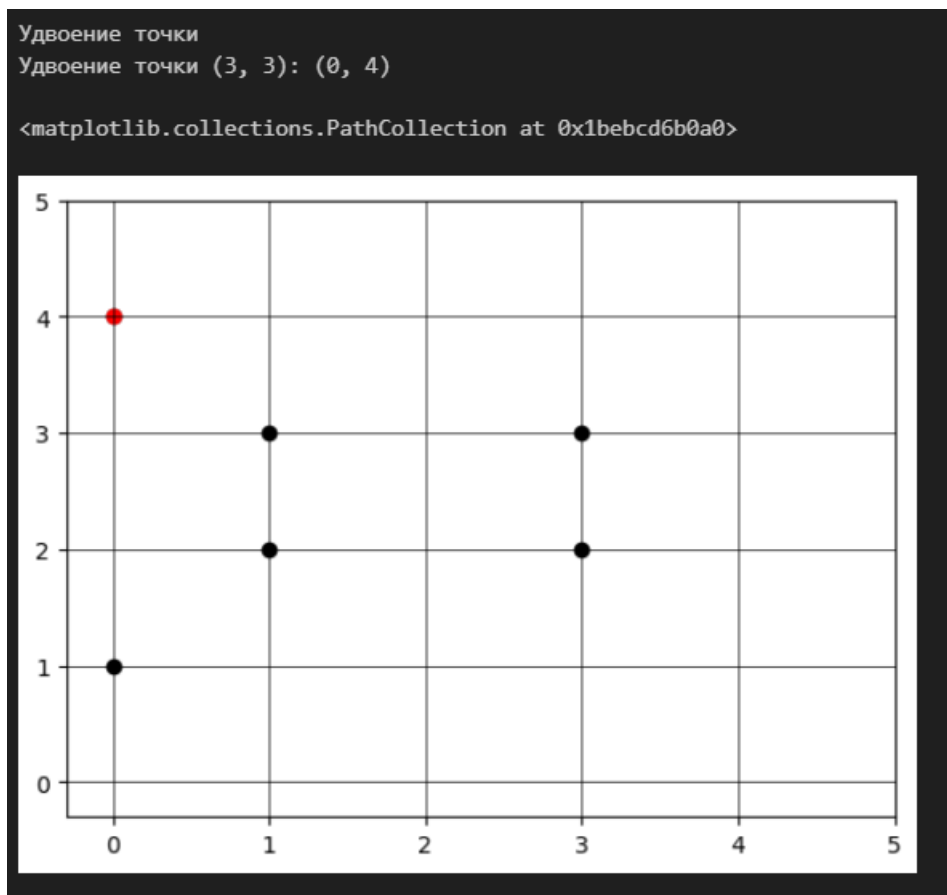 Удвоение точки
Удвоение точки (3, 3): (0, 4)
<matplotlib.collections.PathCollection at 0x1bebcd6b0a0>
5
4
3
2
1
0
0 1 2 3 4 5